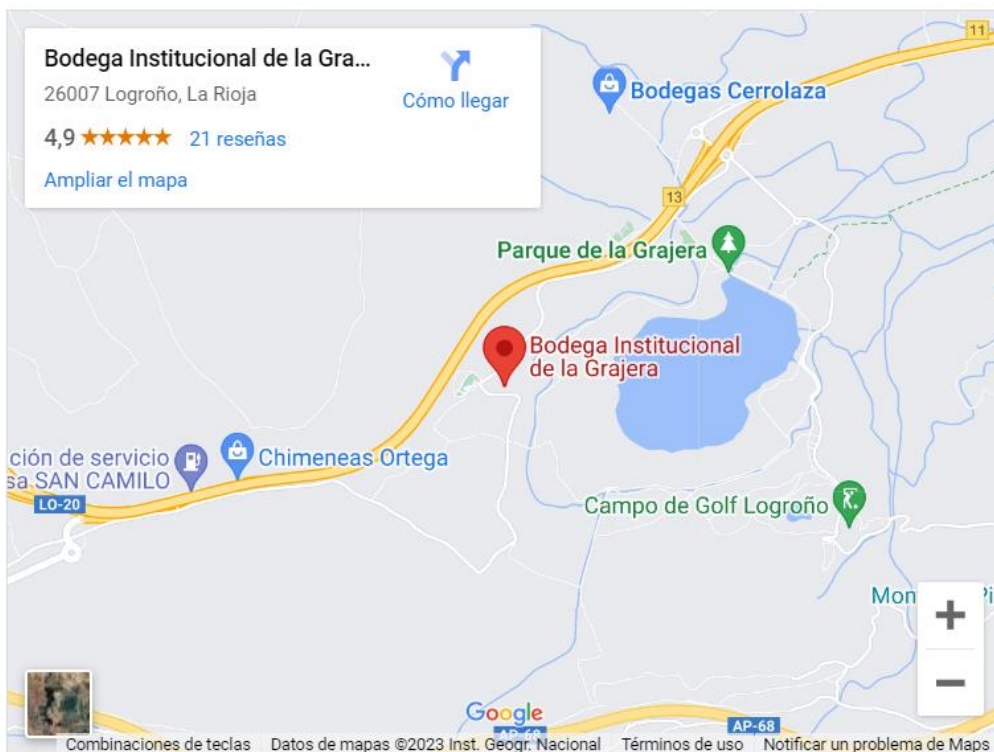 Bodega Institucional de la Gra...
26007 Logroño, La Rioja
4,9
21 reseñas
Ampliar el mapa
Cómo llegar
11
Bodegas Cerrolaza
13
Parque de la Grajera
Bodega Institucional
de la Grajera
ción de servicio
sa SAN CAMILO
Chimeneas Ortega
LO-20
Campo de Golf Logroño
Mon
Pi
Google
AP-68
AP-68
Combinaciones de teclas
Datos de mapas ©2023 Inst. Geogr. Nacional
Términos de uso
Notificar un problema de Maps